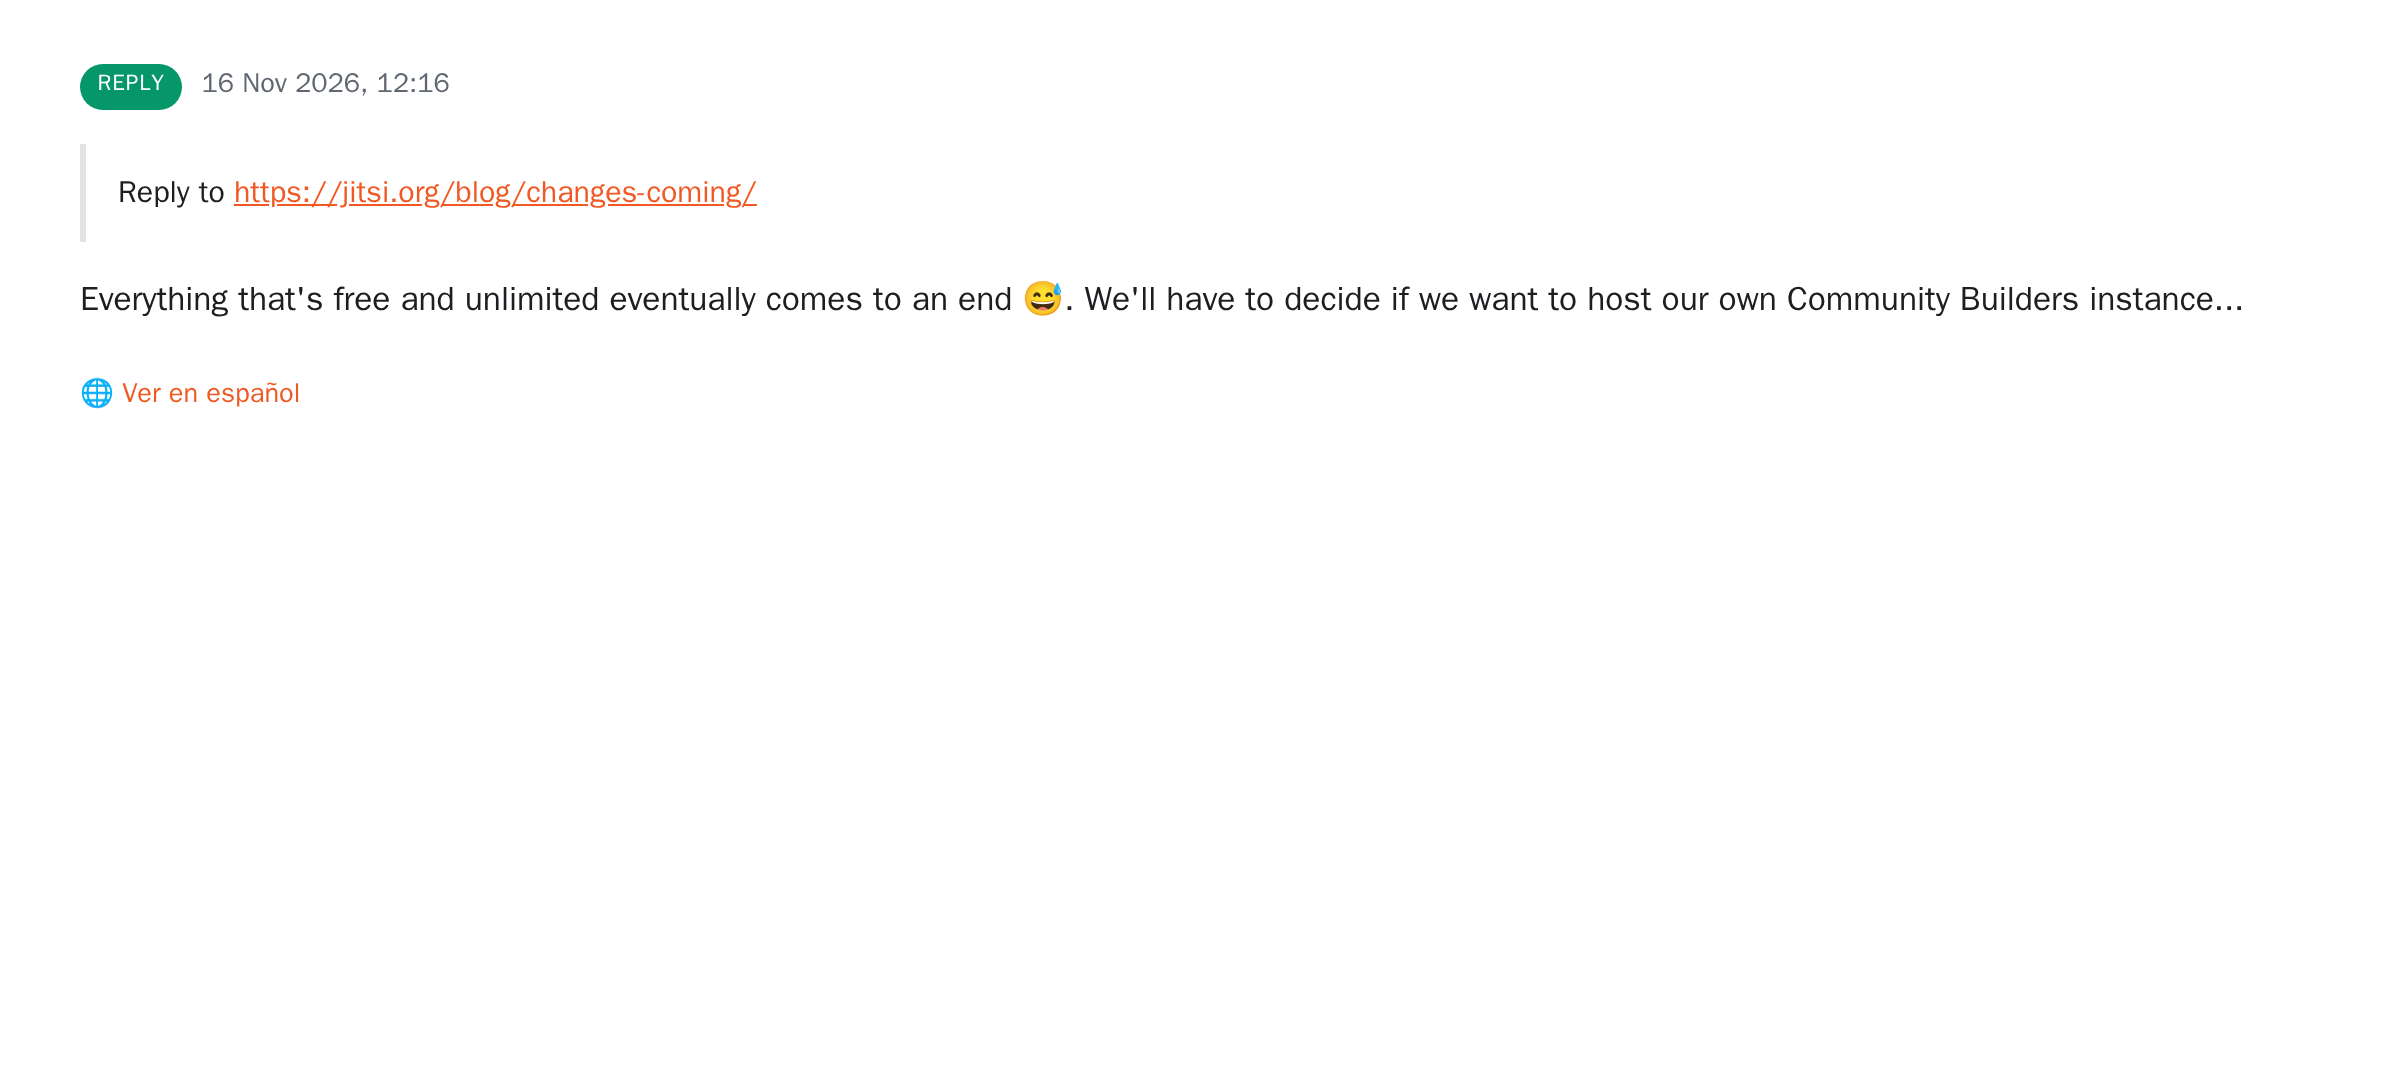 REPLY 16 Nov 2026, 12:16
Reply to https://jitsi.org/blog/changes-coming/
Everything that's free and unlimited eventually comes to an end 😅. We'll have to decide if we want to host our own Community Builders instance...
🌐 Ver en español